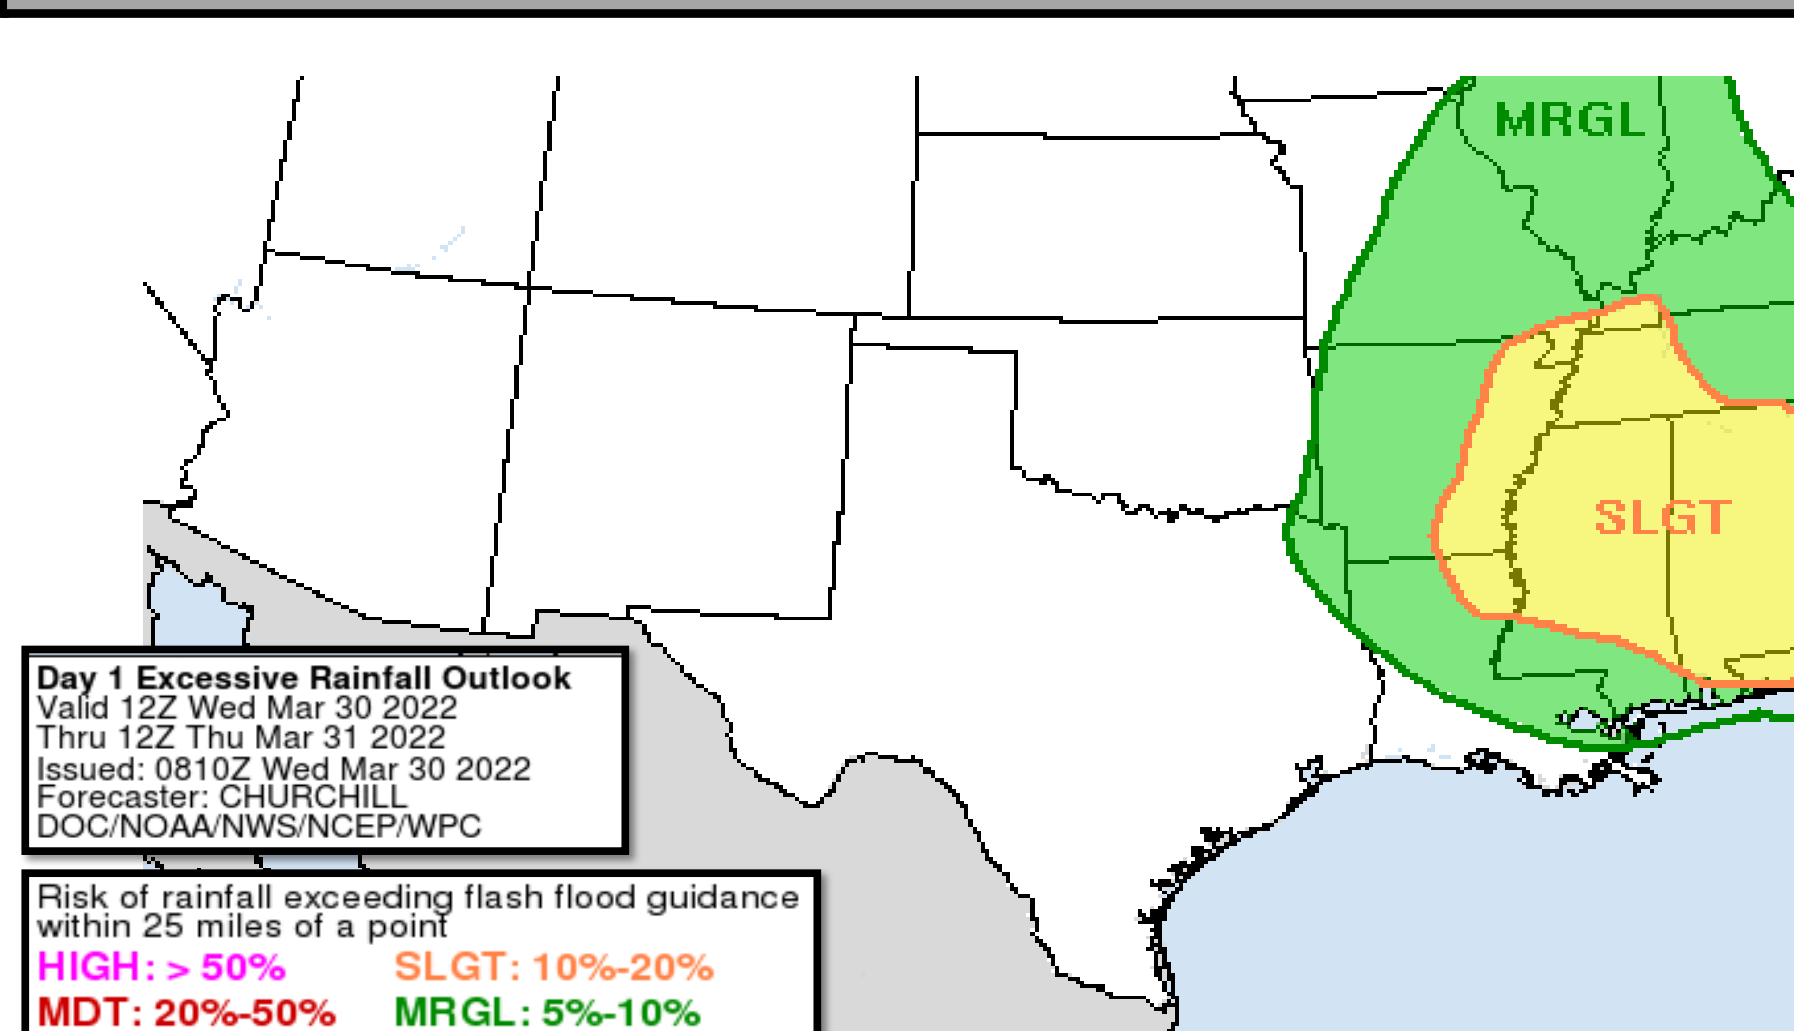 MRGL
SLGT
Day 1 Excessive Rainfall Outlook
Valid 12Z Wed Mar 30 2022
Thru 12Z Thu Mar 31 2022
Issued: 0810Z Wed Mar 30 2022
Forecaster: CHURCHILL
DOC/NOAA/NWS/NCEP/WPC
Risk of rainfall exceeding flash flood guidance
within 25 miles of a point
HIGH: > 50% SLGT: 10%-20%
MDT: 20%-50% MRGL: 5%-10%